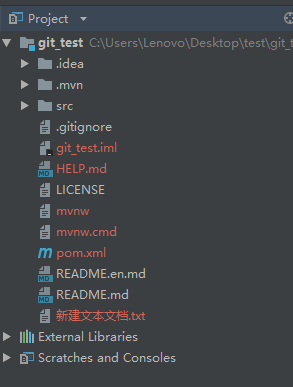 Project
git_test C:\Users\Lenovo\Desktop\test\git_t
.idea
.mvn
src
.gitignore
git_test.iml
HELP.md
LICENSE
mvnw
mvnw.cmd
pom.xml
README.en.md
README.md
新建文本文档.txt
External Libraries
Scratches and Consoles